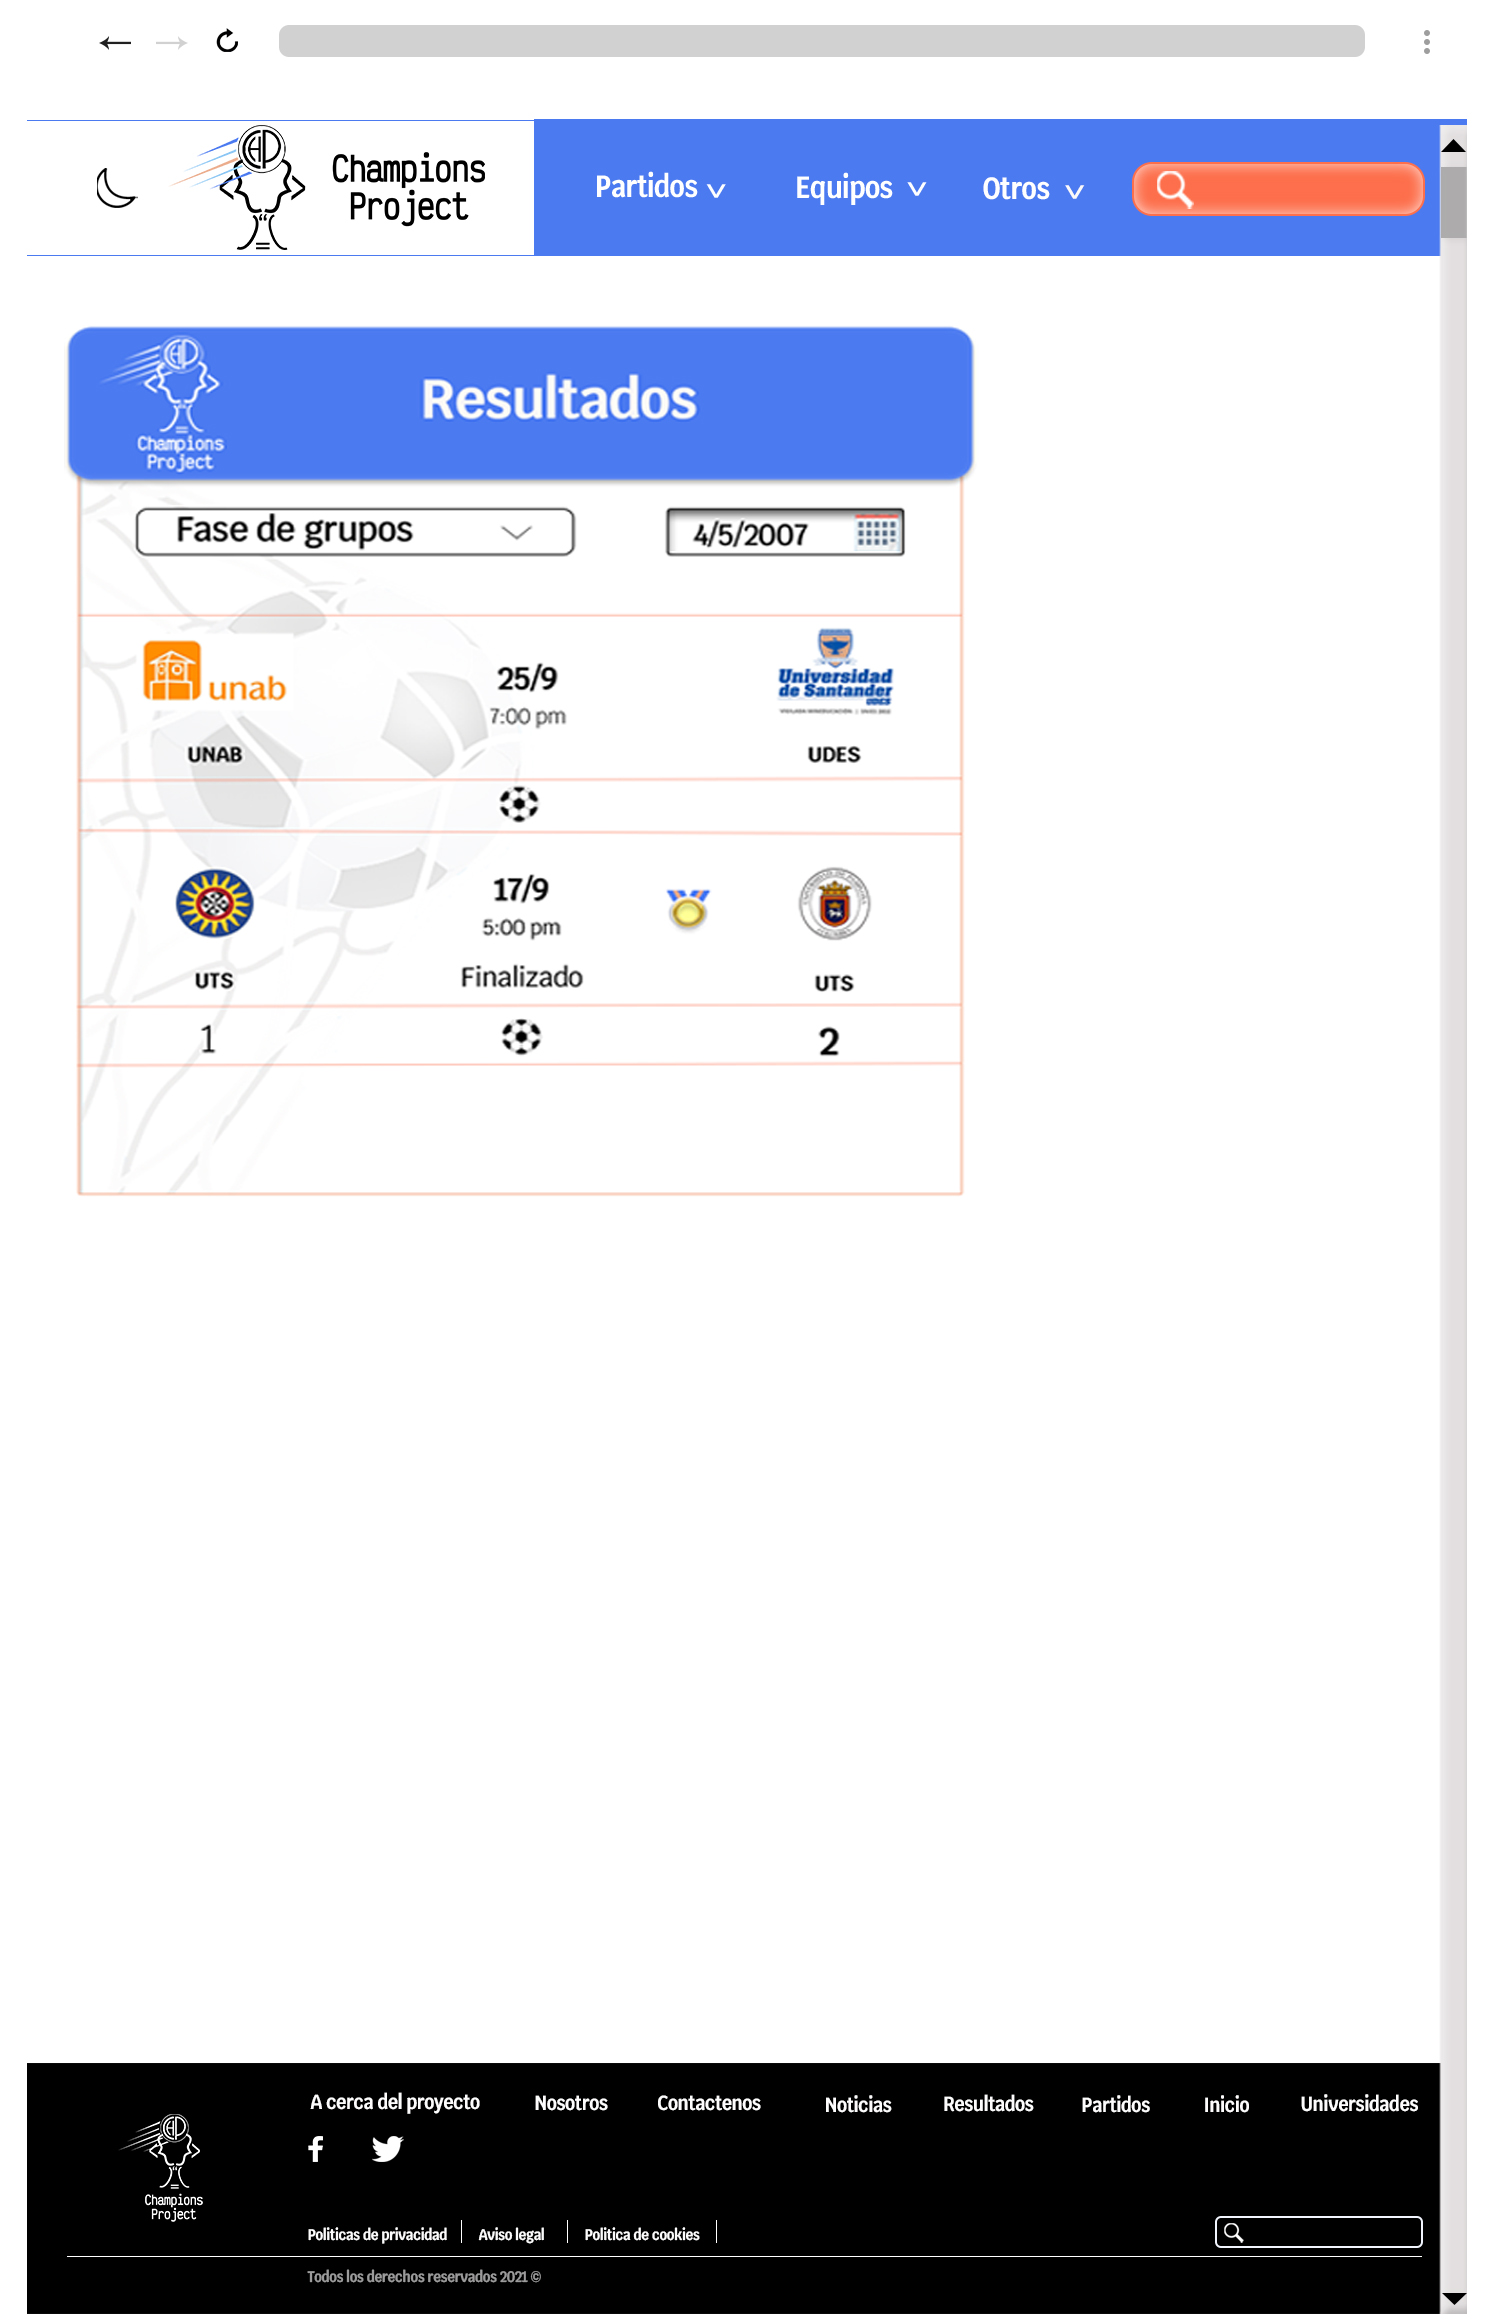 Champions
Project
Partidos
Equipos
Otros
Resultados
Champions
Project
Fase de grupos
4/5/2007
unab
25/9
7:00 pm
Universidad
de Santander
UDES
UNAB
UDES
17/9
5:00 pm
Finalizado
UTS
UTS
1
2
A cerca del proyecto
Nosotros
Contactenos
Noticias
Resultados
Partidos
Inicio
Universidades
Champions
Project
Politicas de privacidad
Aviso legal
Politica de cookies
Todos los derechos reservados 2021 ©